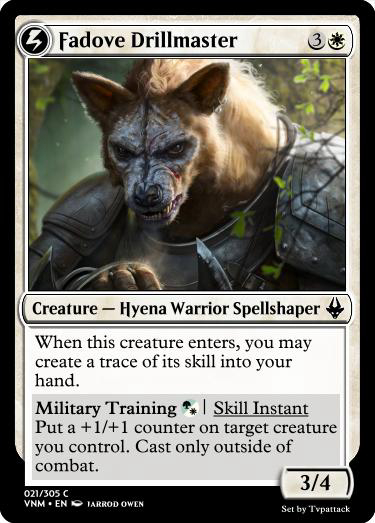 Fadove Drillmaster 3
Creature — Hyena Warrior Spellshaper
When this creature enters, you may
create a trace of its skill into your
hand.
Military Training | Skill Instant
Put a +1/+1 counter on target creature
you control. Cast only outside of
combat.
3/4
021/305 C
VNM • EN JARROD OWEN
Set by Tvpattack